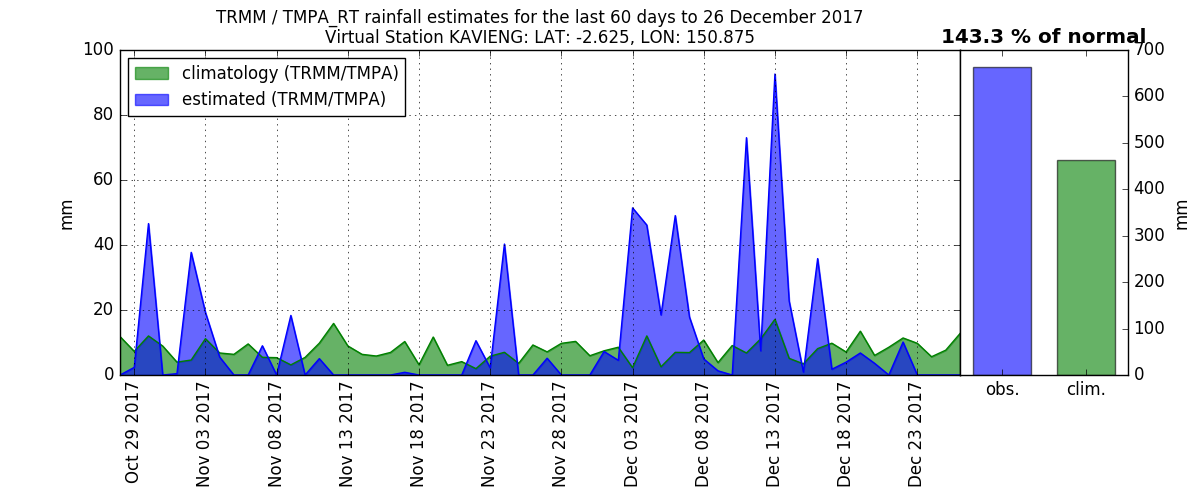 TRMM / TMPA_RT rainfall estimates for the last 60 days to 26 December 2017
Virtual Station KAVIENG: LAT: -2.625, LON: 150.875
143.3 % of normal
climatology (TRMM/TMPA)
estimated (TRMM/TMPA)
100
80
60
40
20
0
mm
Oct 29 2017
Nov 03 2017
Nov 08 2017
Nov 13 2017
Nov 18 2017
Nov 23 2017
Nov 28 2017
Dec 03 2017
Dec 08 2017
Dec 13 2017
Dec 18 2017
Dec 23 2017
obs.
clim.
700
600
500
400
300
200
100
0
mm